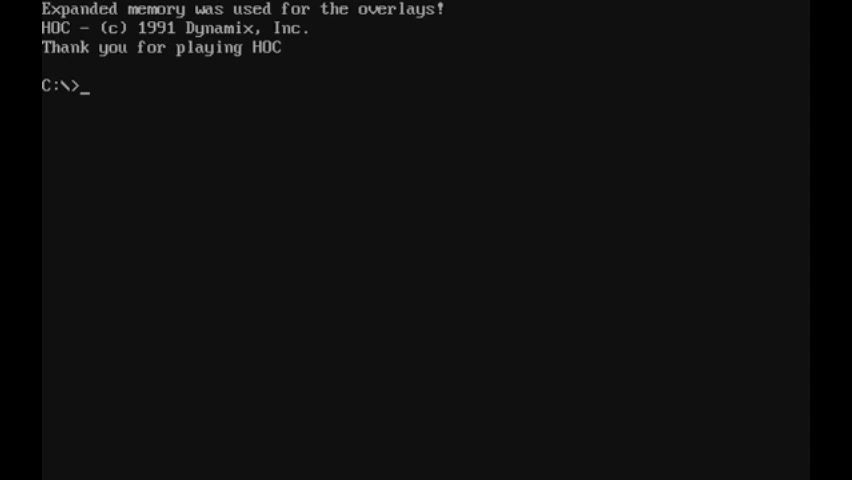 Expanded memory was used for the overlays!
HOC - (c) 1991 Dynamix, Inc.
Thank you for playing HOC
C:\>_